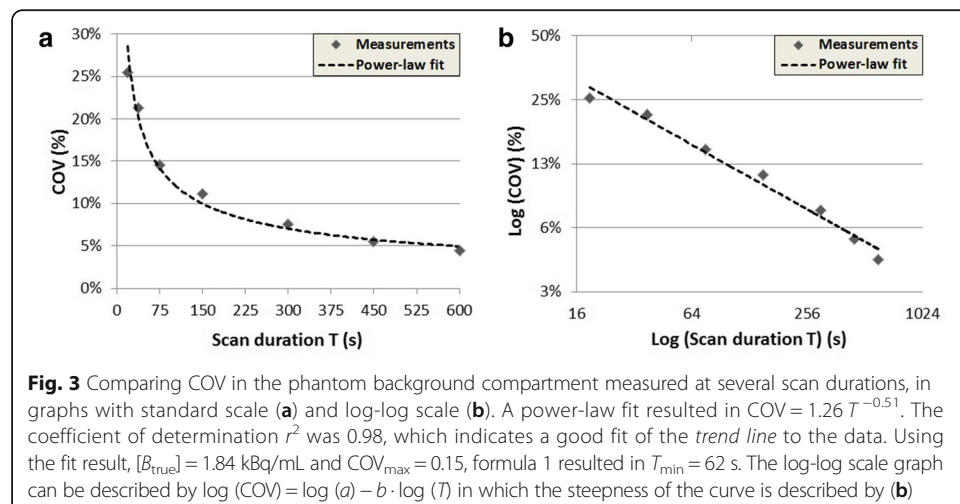 a
30%
25%
20%
15%
10%
5%
0%
COV (%)
Measurements
Power-law fit
0 75 150 225 300 375 450 525 600
Scan duration T (s)
b
50%
25%
13%
6%
3%
Log (COV) (%)
Measurements
Power-law fit
16 64 256 1024
Log (Scan duration T) (s)
Fig. 3 Comparing COV in the phantom background compartment measured at several scan durations, in
graphs with standard scale (a) and log-log scale (b). A power-law fit resulted in COV = 1.26 T⁻⁰·⁵¹. The
coefficient of determination r² was 0.98, which indicates a good fit of the trend line to the data. Using
the fit result, [B_true] = 1.84 kBq/mL and COV_max = 0.15, formula 1 resulted in T_min = 62 s. The log-log scale graph
can be described by log (COV) = log (a) – b · log (T) in which the steepness of the curve is described by (b)